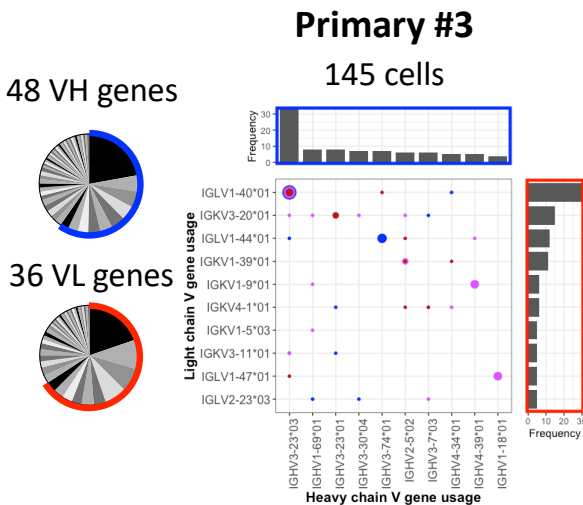 Primary #3
145 cells
48 VH genes
36 VL genes
Frequency
30
20
10
0
Light chain V gene usage
IGLV1-40*01
IGKV3-20*01
IGLV1-44*01
IGKV1-39*01
IGKV1-9*01
IGKV4-1*01
IGKV1-5*03
IGKV3-11*01
IGLV1-47*01
IGLV2-23*03
IGHV3-23*03
IGHV1-69*01
IGHV3-23*01
IGHV3-30*04
IGHV3-74*01
IGHV2-5*02
IGHV3-7*03
IGHV4-34*01
IGHV4-39*01
IGHV1-18*01
Heavy chain V gene usage
0
10
20
30
Frequency